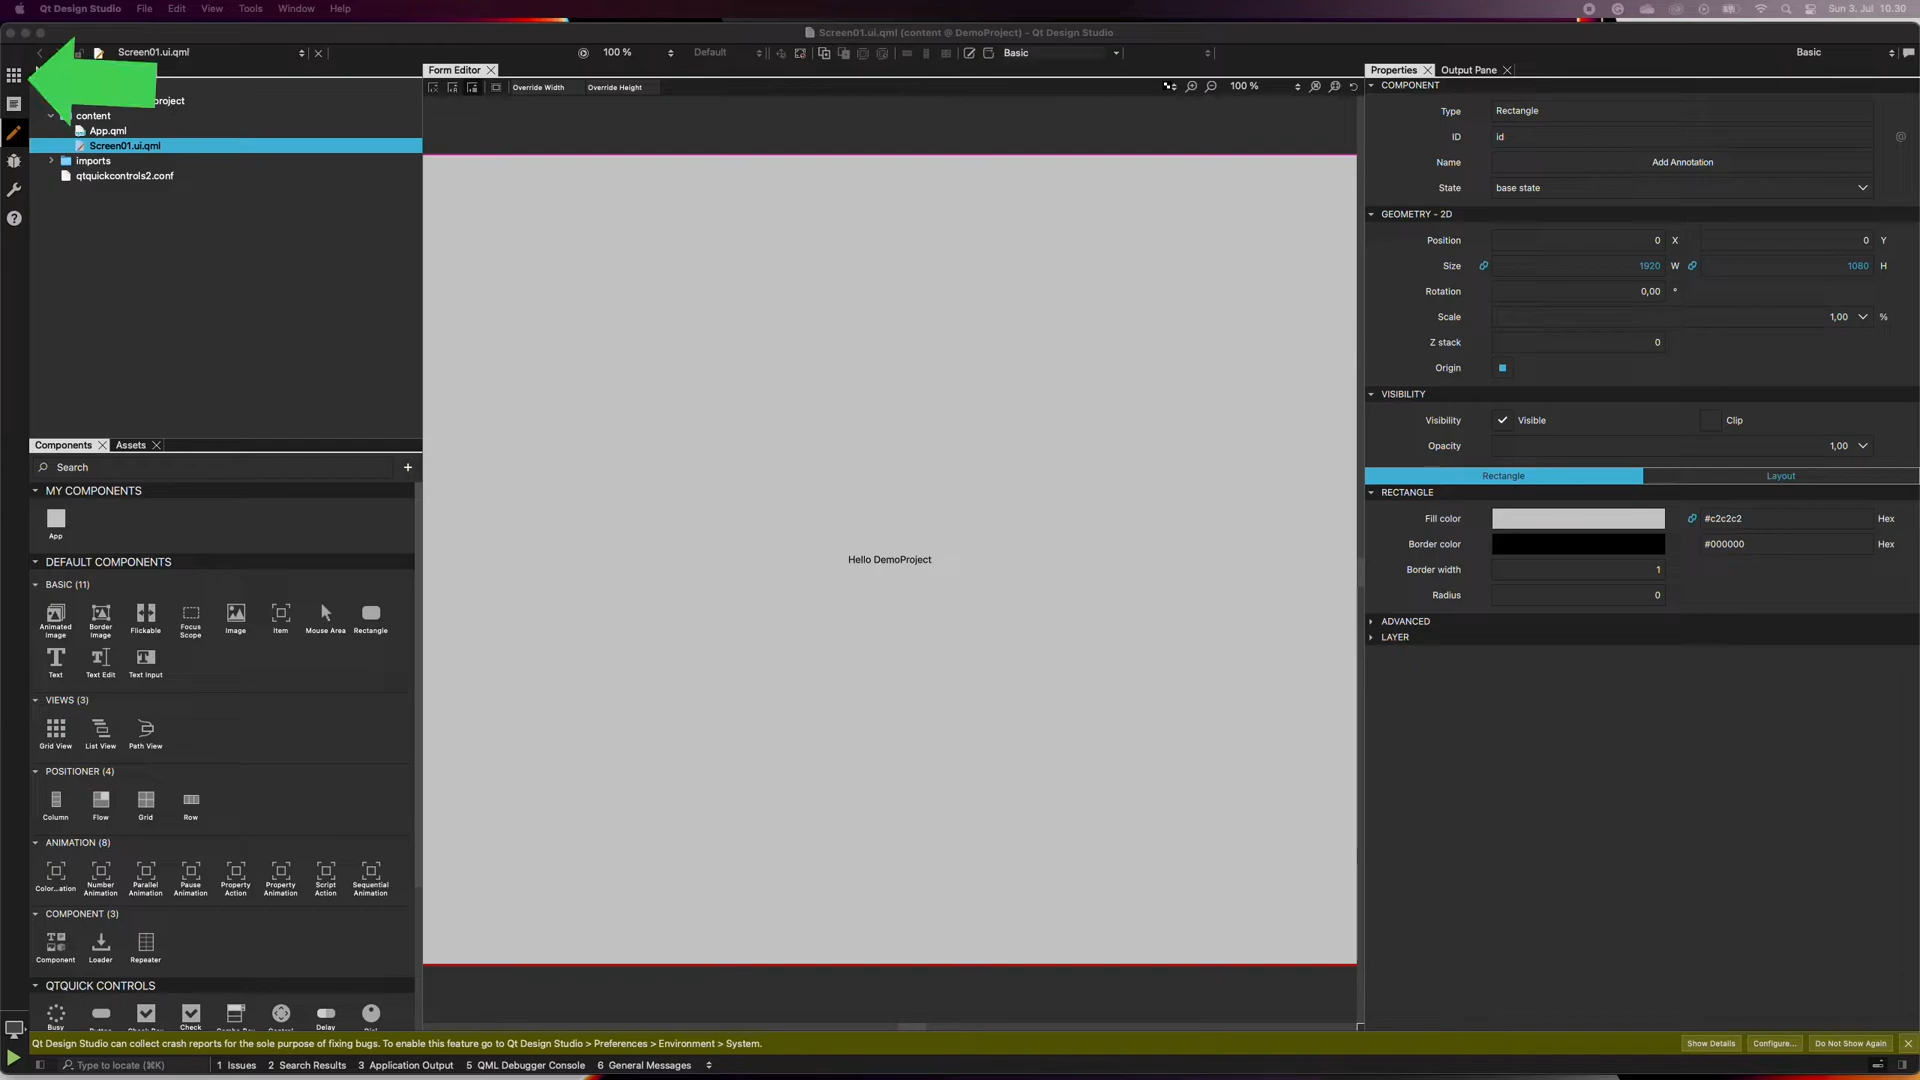 Qt Design Studio File Edit View Tools Window Help Sun 3. Jul 10.30
Screen01.ui.qml (content @ DemoProject) - Qt Design Studio
Screen01.ui.qml 100 % Default Basic Basic
Form Editor Properties Output Pane
Override Width Override Height 100 %
roject
content
App.qml
Screen01.ui.qml
imports
qtquickcontrols2.conf
Components Assets
Search
MY COMPONENTS
App
DEFAULT COMPONENTS
BASIC (11)
Animated Image Border Image Flickable Focus Scope Image Item Mouse Area Rectangle
Text Text Edit Text Input
VIEWS (3)
Grid View List View Path View
POSITIONER (4)
Column Flow Grid Row
ANIMATION (8)
Color...ation Number Animation Parallel Animation Pause Animation Property Action Property Animation Script Action Sequential Animation
COMPONENT (3)
Component Loader Repeater
QTQUICK CONTROLS
Busy Check Delay
Hello DemoProject
COMPONENT
Type Rectangle
ID id
Name Add Annotation
State base state
GEOMETRY - 2D
Position 0 X 0 Y
Size 1920 W 1080 H
Rotation 0,00 °
Scale 1,00 %
Z stack 0
Origin
VISIBILITY
Visibility Visible Clip
Opacity 1,00
Rectangle Layout
RECTANGLE
Fill color #c2c2c2 Hex
Border color #000000 Hex
Border width 1
Radius 0
ADVANCED
LAYER
Qt Design Studio can collect crash reports for the sole purpose of fixing bugs. To enable this feature go to Qt Design Studio > Preferences > Environment > System. Show Details Configure... Do Not Show Again
Type to locate (⌘K) 1 Issues 2 Search Results 3 Application Output 5 QML Debugger Console 6 General Messages